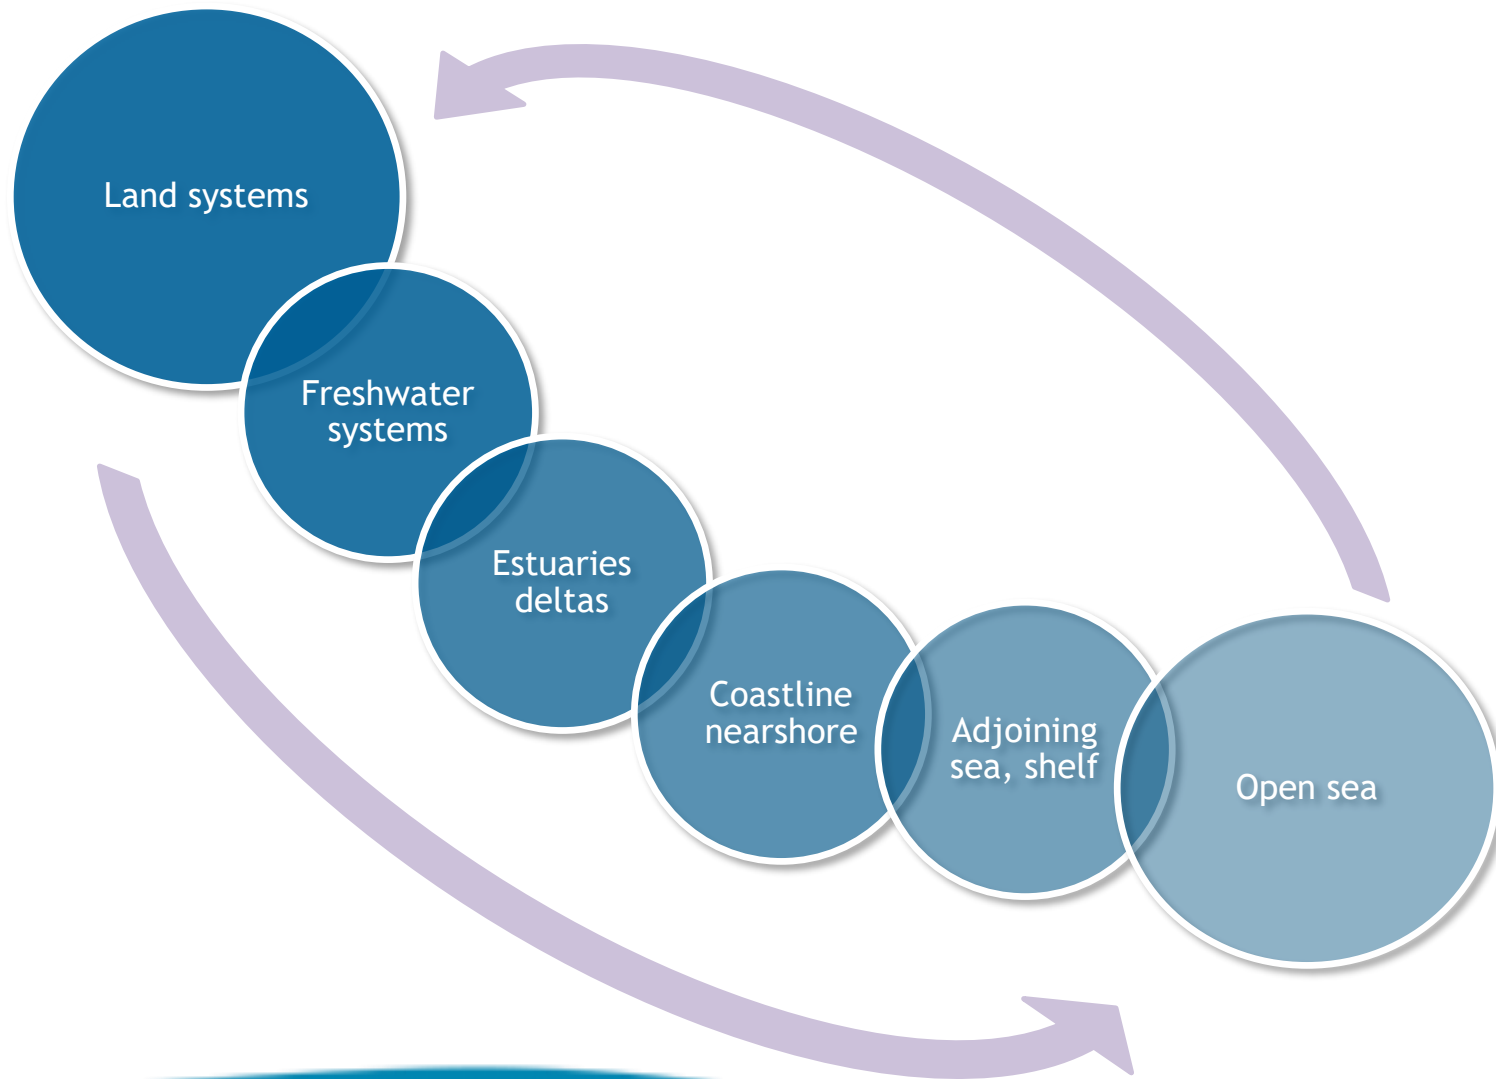 Land systems
Freshwater
systems
Estuaries
deltas
Coastline
nearshore
Adjoining
sea, shelf
Open sea